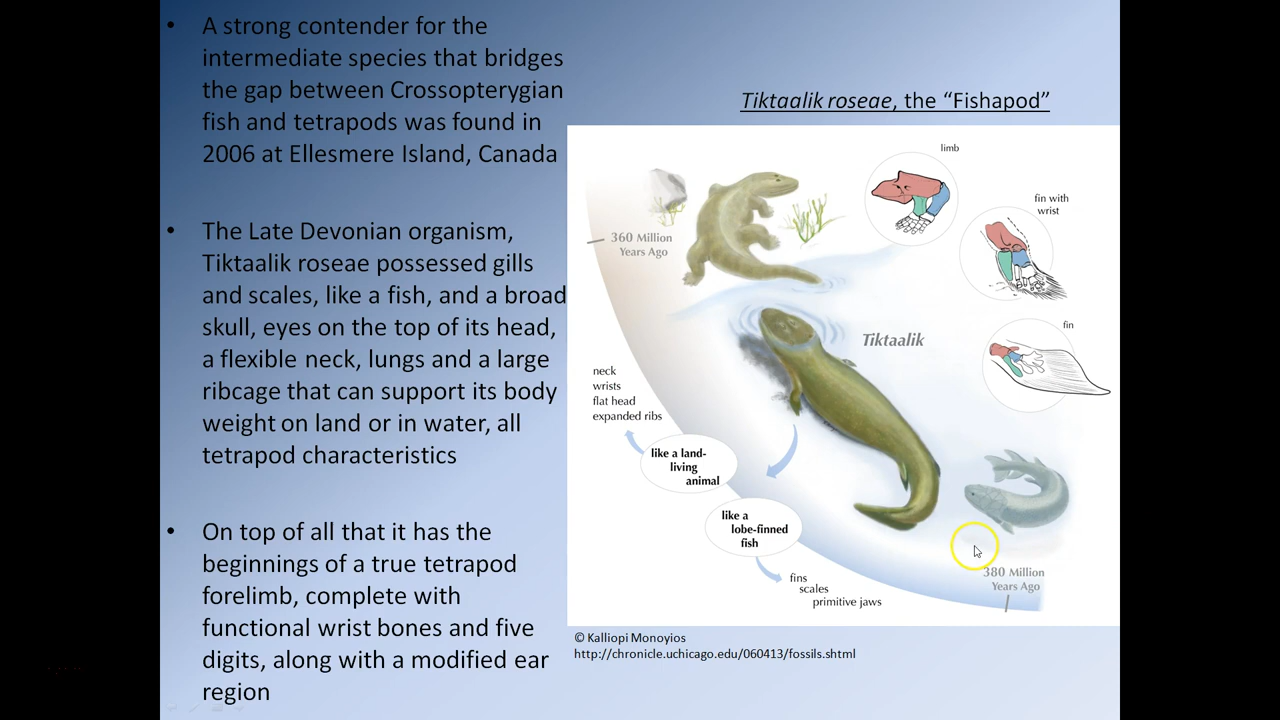 • A strong contender for the
intermediate species that bridges
the gap between Crossopterygian
fish and tetrapods was found in
2006 at Ellesmere Island, Canada
• The Late Devonian organism,
Tiktaalik roseae possessed gills
and scales, like a fish, and a broad
skull, eyes on the top of its head,
a flexible neck, lungs and a large
ribcage that can support its body
weight on land or in water, all
tetrapod characteristics
• On top of all that it has the
beginnings of a true tetrapod
forelimb, complete with
functional wrist bones and five
digits, along with a modified ear
region
Tiktaalik roseae, the “Fishapod”
limb
fin with
wrist
360 Million
Years Ago
fin
Tiktaalik
neck
wrists
flat head
expanded ribs
like a land-
living
animal
like a
lobe-finned
fish
fins
scales
primitive jaws
380 Million
Years Ago
© Kalliopi Monoyios
http://chronicle.uchicago.edu/060413/fossils.shtml